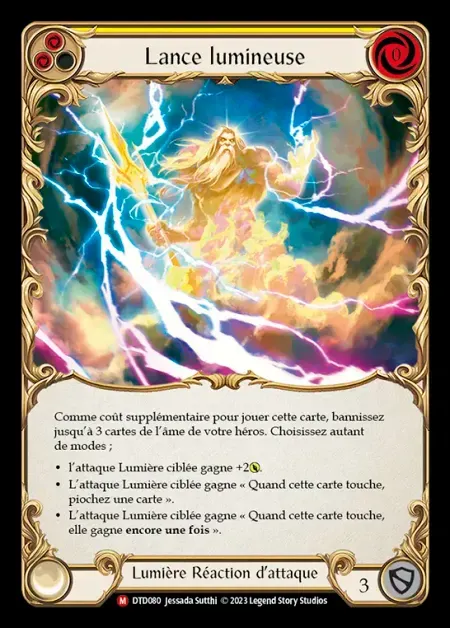 0
Lance lumineuse
Comme coût supplémentaire pour jouer cette carte, bannissez
jusqu'à 3 cartes de l'âme de votre héros. Choisissez autant
de modes ;
• l'attaque Lumière ciblée gagne +2.
• L'attaque Lumière ciblée gagne « Quand cette carte touche,
piochez une carte ».
• L'attaque Lumière ciblée gagne « Quand cette carte touche,
elle gagne encore une fois ».
Lumière Réaction d'attaque
3
M DTD080 Jessada Sutthi © 2023 Legend Story Studios